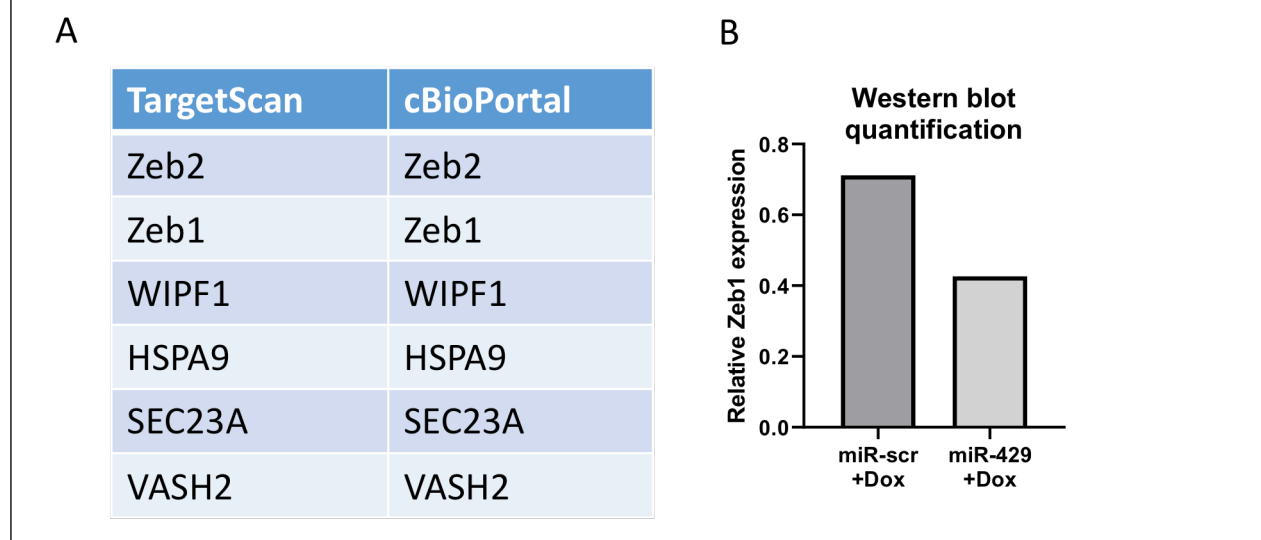 A
TargetScan cBioPortal
Zeb2 Zeb2
Zeb1 Zeb1
WIPF1 WIPF1
HSPA9 HSPA9
SEC23A SEC23A
VASH2 VASH2
B
Western blot
quantification
Relative Zeb1 expression
0.8
0.6
0.4
0.2
0.0
miR-scr miR-429
+Dox +Dox